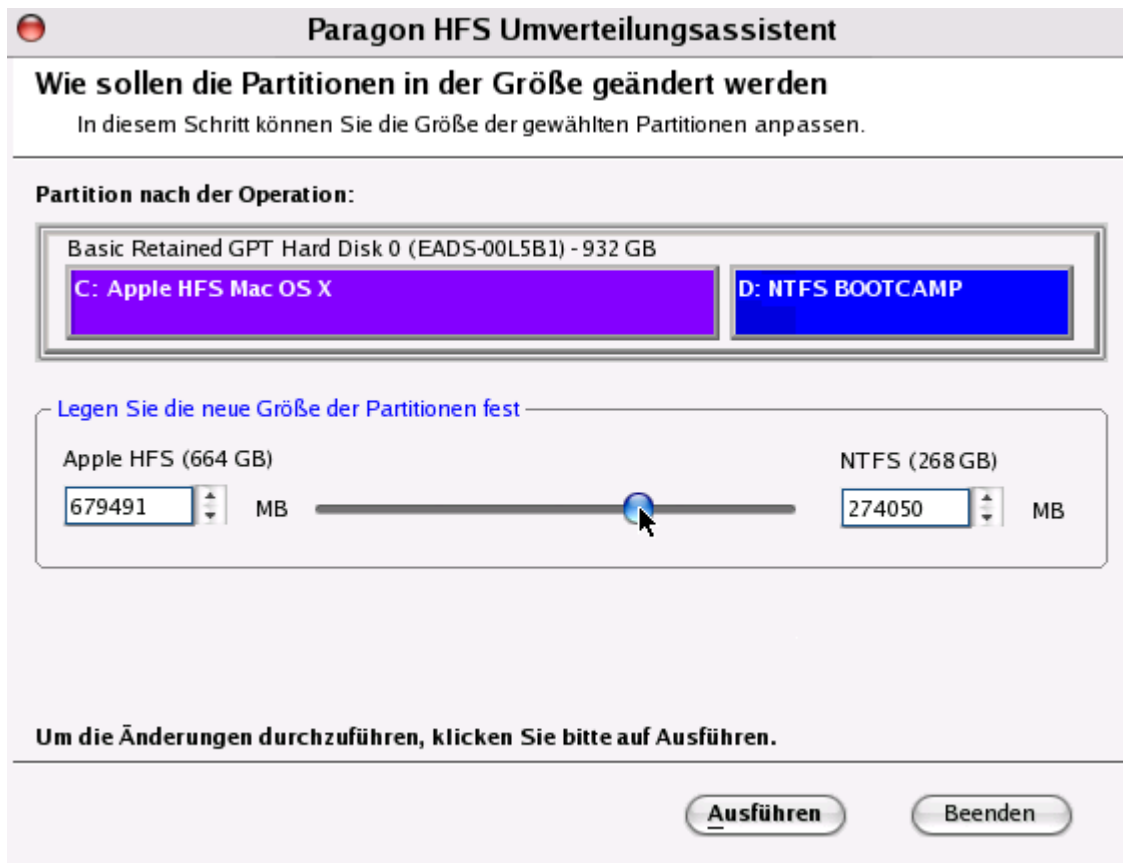 Paragon HFS Umverteilungsassistent
Wie sollen die Partitionen in der Größe geändert werden
In diesem Schritt können Sie die Größe der gewählten Partitionen anpassen.
Partition nach der Operation:
Basic Retained GPT Hard Disk 0 (EADS-00L5B1) - 932 GB
C: Apple HFS Mac OS X
D: NTFS BOOTCAMP
Legen Sie die neue Größe der Partitionen fest
Apple HFS (664 GB)
NTFS (268 GB)
679491 MB
274050 MB
Um die Änderungen durchzuführen, klicken Sie bitte auf Ausführen.
Ausführen
Beenden